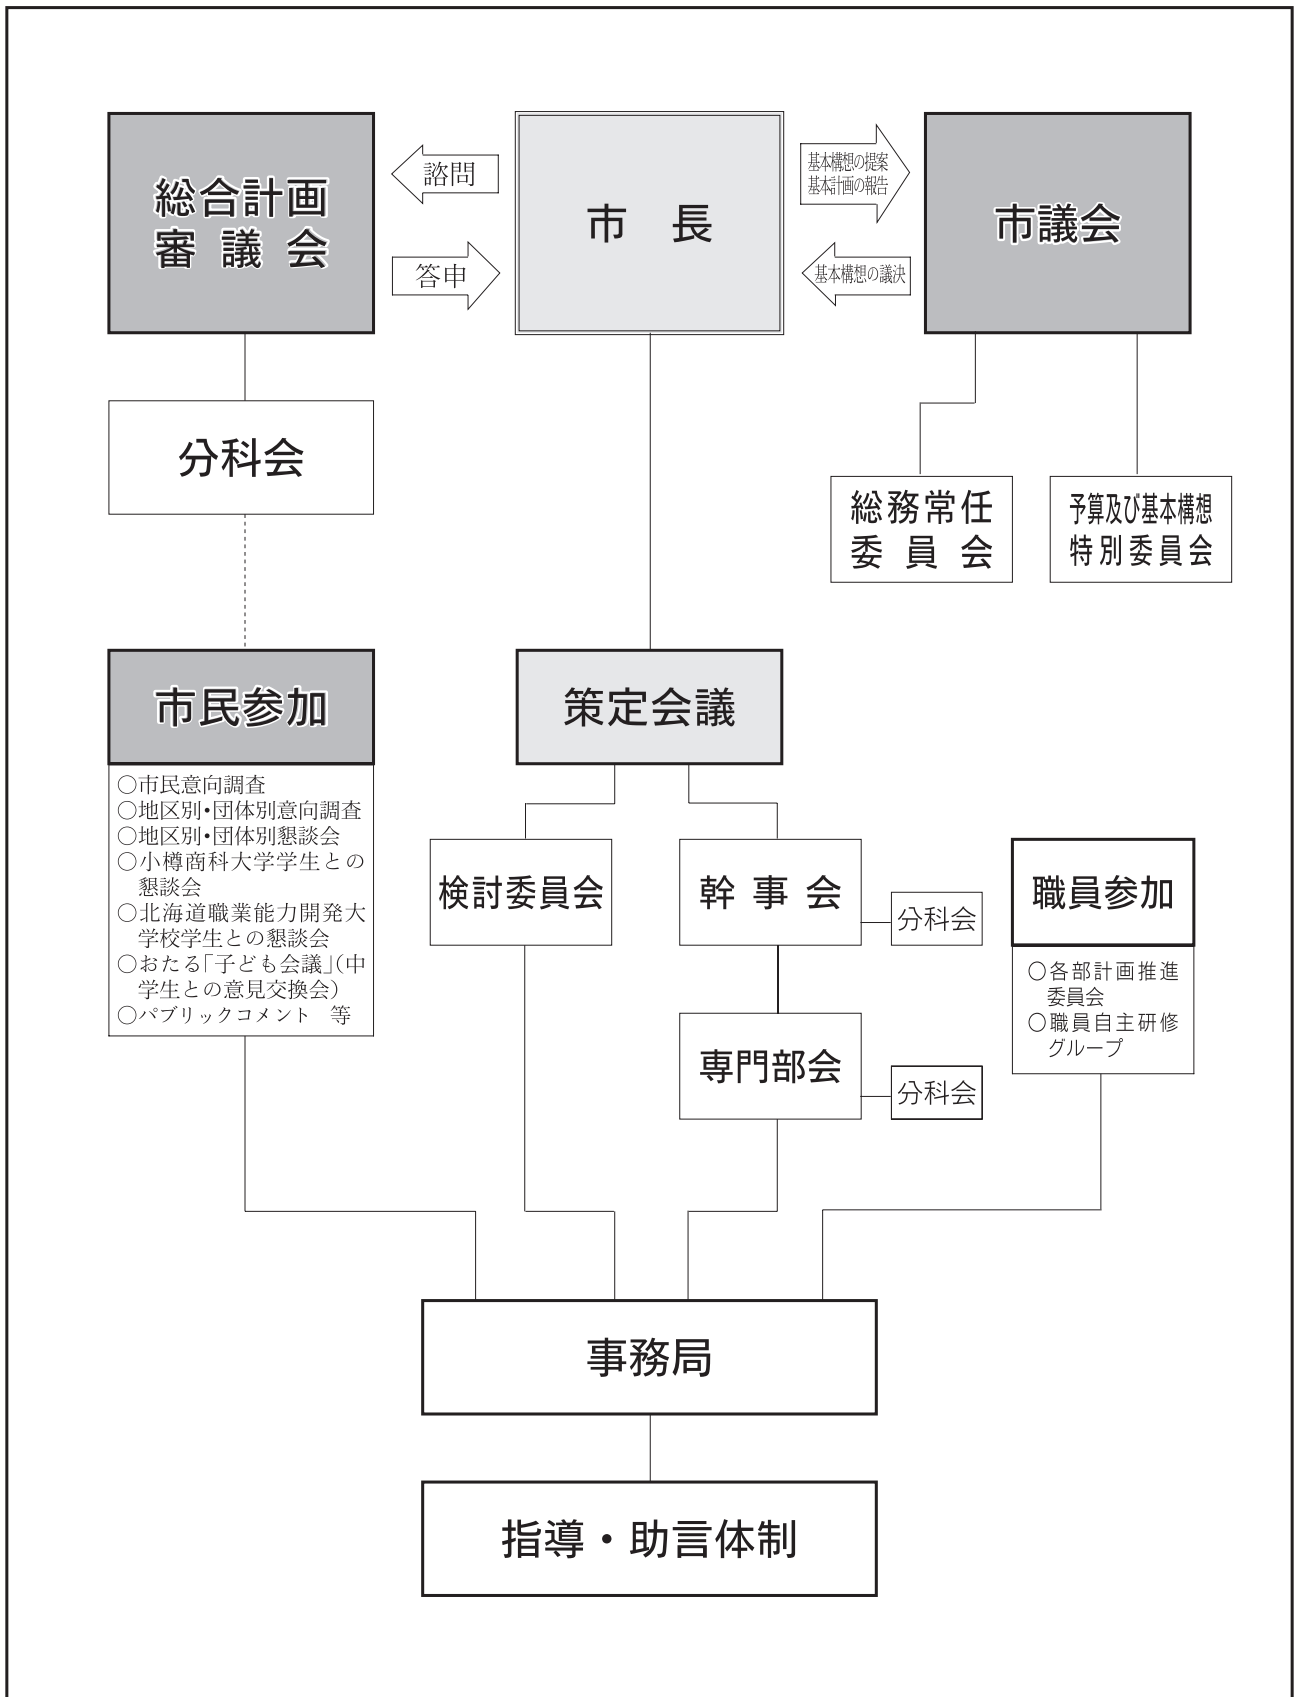 総合計画
審議会
諮問
答申
市　長
基本構想の提案
基本計画の報告
基本構想の議決
市議会
分科会
総務常任
委員会
予算及び基本構想
特別委員会
市民参加
○市民意向調査
○地区別・団体別意向調査
○地区別・団体別懇談会
○小樽商科大学学生との
懇談会
○北海道職業能力開発大
学校学生との懇談会
○おたる「子ども会議」(中
学生との意見交換会)
○パブリックコメント　等
策定会議
検討委員会
幹事会
分科会
専門部会
分科会
職員参加
○各部計画推進
委員会
○職員自主研修
グループ
事務局
指導・助言体制